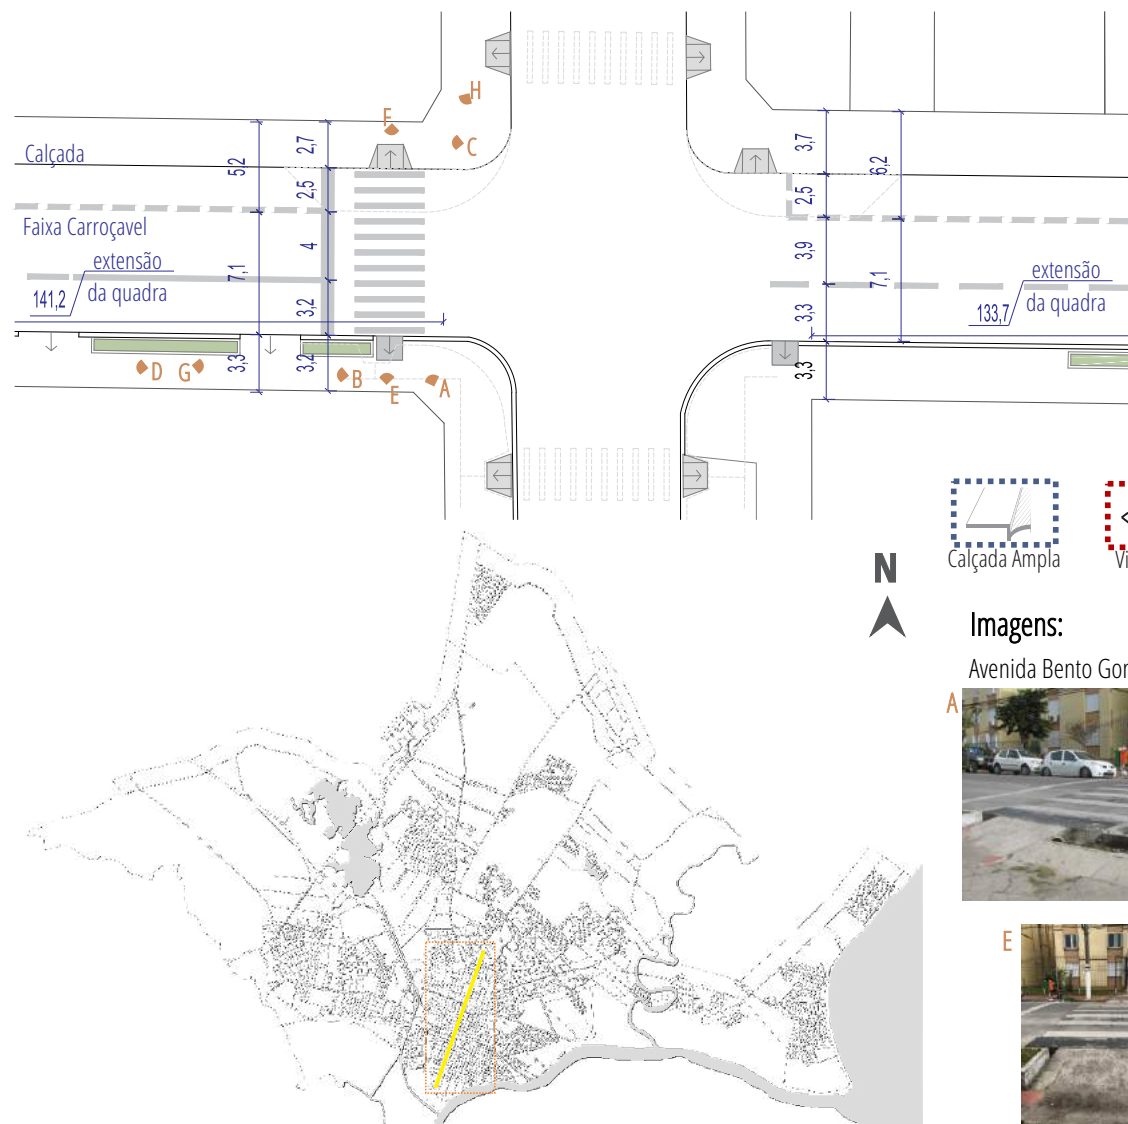 H
F
C
2,7
3,7
Calçada
5,2
6,2
2,5
2,5
Faixa Carroçavel
4
3,9
extensão
7,1
7,1
extensão
da quadra
141,2
da quadra
133,7
3,2
3,3
3,3
3,2
3,3
D
G
B
E
A
Calçada Ampla
N
Imagens:
Avenida Bento
A
E